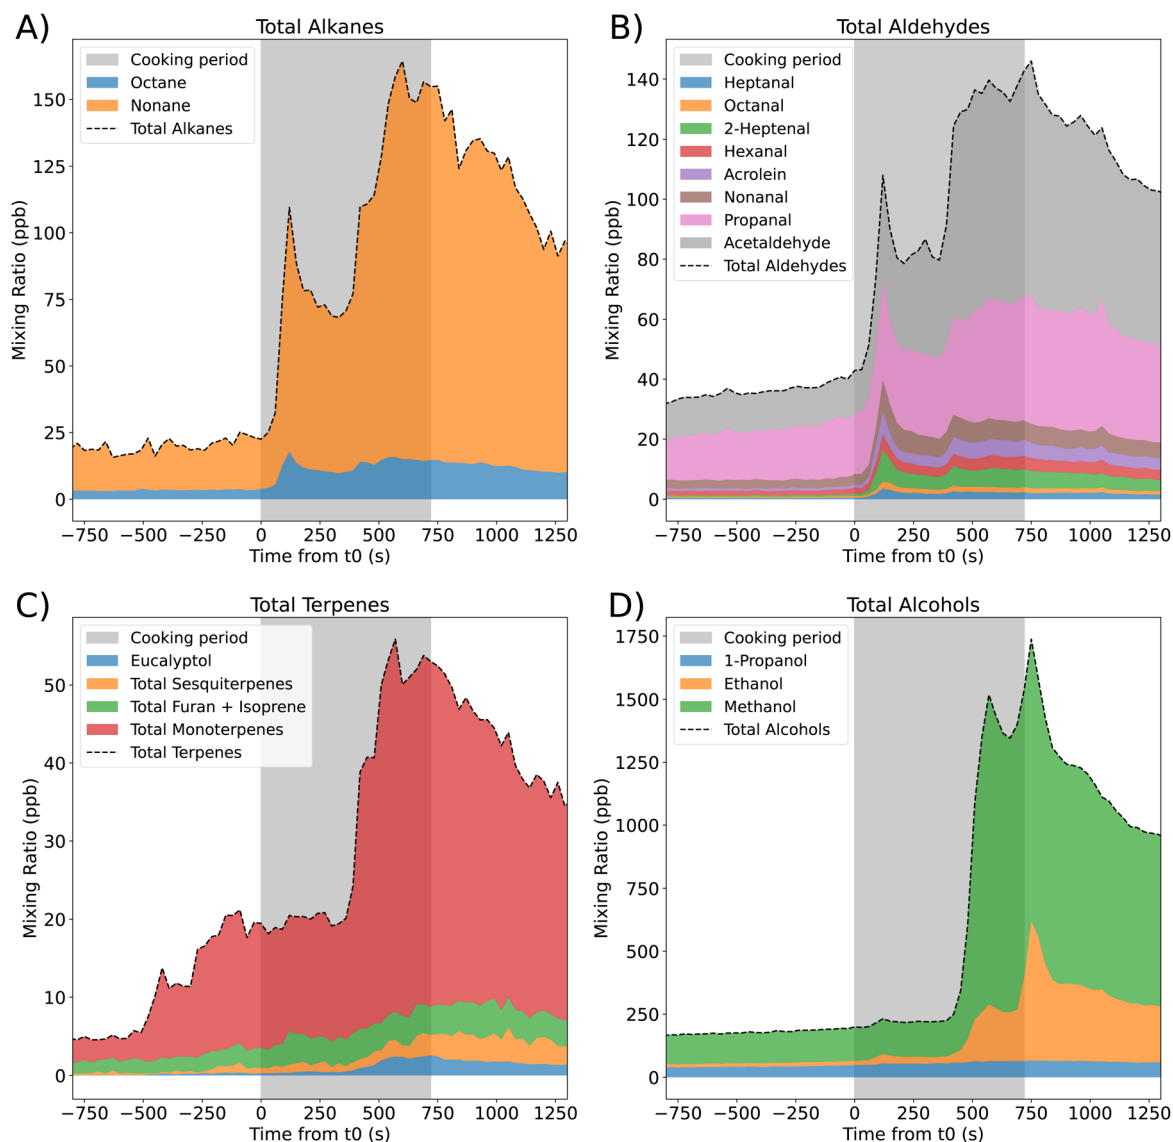 A)
Total Alkanes
Cooking period
Octane
Nonane
Total Alkanes
Mixing Ratio (ppb)
150
125
100
75
50
25
0
−750 −500 −250 0 250 500 750 1000 1250
Time from t0 (s)
B)
Total Aldehydes
Cooking period
Heptanal
Octanal
2-Heptenal
Hexanal
Acrolein
Nonanal
Propanal
Acetaldehyde
Total Aldehydes
Mixing Ratio (ppb)
140
120
100
80
60
40
20
0
−750 −500 −250 0 250 500 750 1000 1250
Time from t0 (s)
C)
Total Terpenes
Cooking period
Eucalyptol
Total Sesquiterpenes
Total Furan + Isoprene
Total Monoterpenes
Total Terpenes
Mixing Ratio (ppb)
50
40
30
20
10
0
−750 −500 −250 0 250 500 750 1000 1250
Time from t0 (s)
D)
Total Alcohols
Cooking period
1-Propanol
Ethanol
Methanol
Total Alcohols
Mixing Ratio (ppb)
1750
1500
1250
1000
750
500
250
0
−750 −500 −250 0 250 500 750 1000 1250
Time from t0 (s)